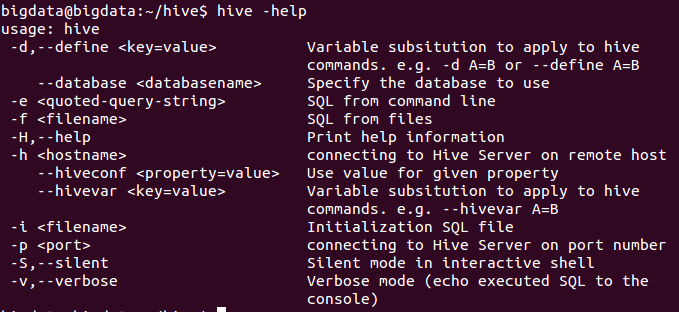 bigdata@bigdata:~/hive$ hive -help
usage: hive
 -d,--define <key=value>          Variable subsitution to apply to hive
                                  commands. e.g. -d A=B or --define A=B
    --database <databasename>     Specify the database to use
 -e <quoted-query-string>         SQL from command line
 -f <filename>                    SQL from files
 -H,--help                        Print help information
 -h <hostname>                    connecting to Hive Server on remote host
    --hiveconf <property=value>   Use value for given property
    --hivevar <key=value>         Variable subsitution to apply to hive
                                  commands. e.g. --hivevar A=B
 -i <filename>                    Initialization SQL file
 -p <port>                        connecting to Hive Server on port number
 -S,--silent                      Silent mode in interactive shell
 -v,--verbose                     Verbose mode (echo executed SQL to the
                                  console)